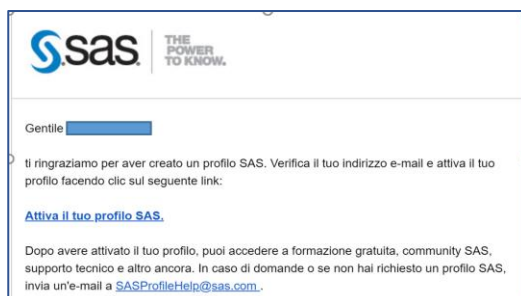 sas
THE
POWER
TO KNOW.
Gentile
ti ringraziamo per aver creato un profilo SAS. Verifica il tuo indirizzo e-mail e attiva il tuo
profilo facendo clic sul seguente link:
Attiva il tuo profilo SAS.
Dopo avere attivato il tuo profilo, puoi accedere a formazione gratuita, community SAS,
supporto tecnico e altro ancora. In caso di domande o se non hai richiesto un profilo SAS,
invia un'e-mail a SASProfileHelp@sas.com .